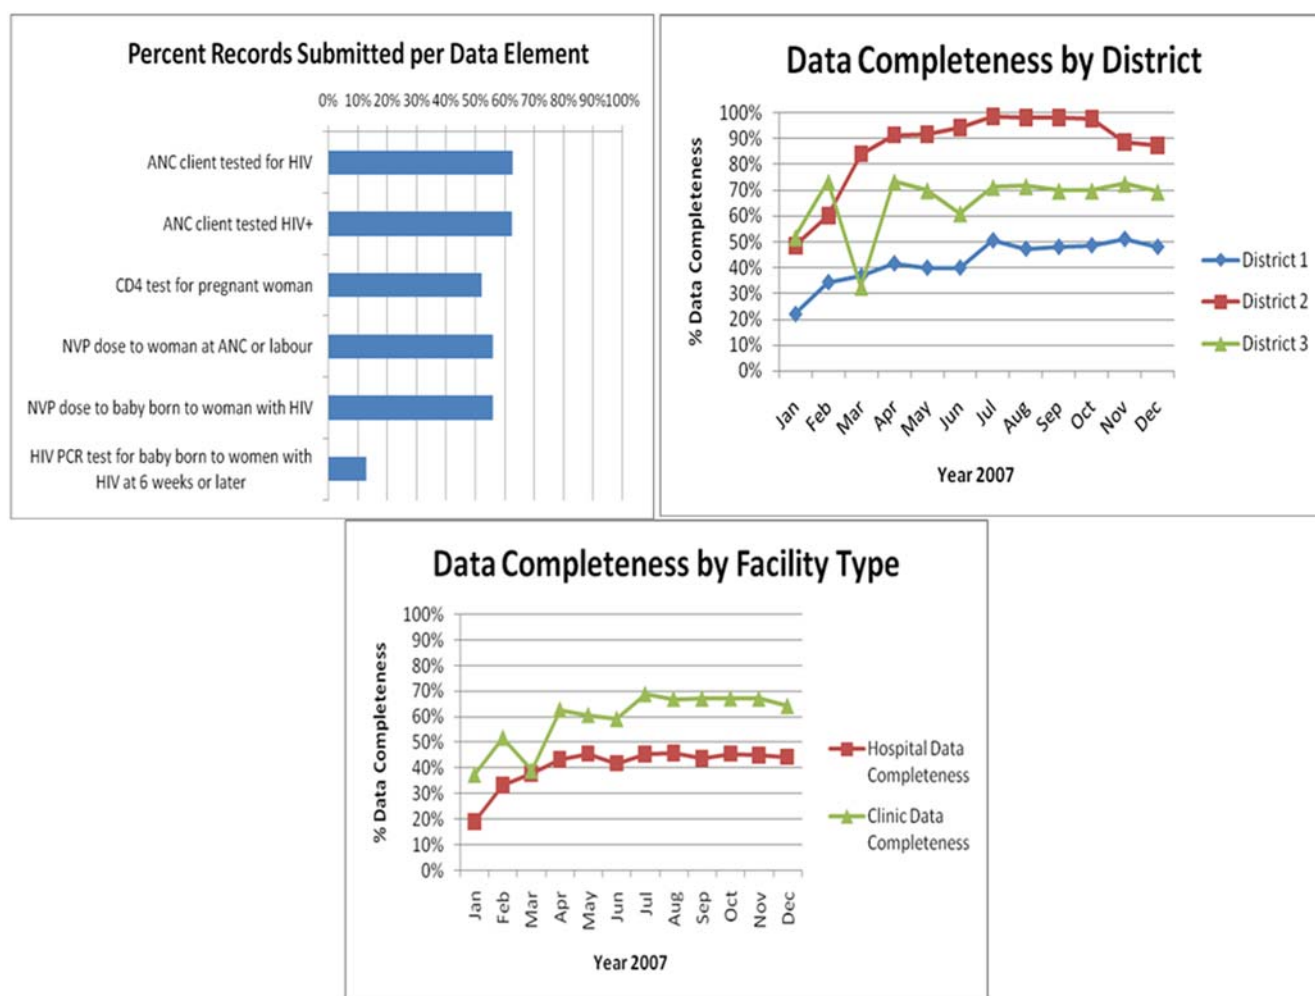 Percent Records Submitted per Data Element
0% 10% 20% 30% 40% 50% 60% 70% 80% 90% 100%
ANC client tested for HIV
ANC client tested HIV+
CD4 test for pregnant woman
NVP dose to woman at ANC or labour
NVP dose to baby born to woman with HIV
HIV PCR test for baby born to women with
HIV at 6 weeks or later
Data Completeness by District
% Data Completeness
100%
90%
80%
70%
60%
50%
40%
30%
20%
10%
0%
Jan Feb Mar Apr May Jun Jul Aug Sep Oct Nov Dec
Year 2007
District 1
District 2
District 3
Data Completeness by Facility Type
% Data Completeness
100%
90%
80%
70%
60%
50%
40%
30%
20%
10%
0%
Jan Feb Mar Apr May Jun Jul Aug Sep Oct Nov Dec
Year 2007
Hospital Data
Completeness
Clinic Data
Completeness